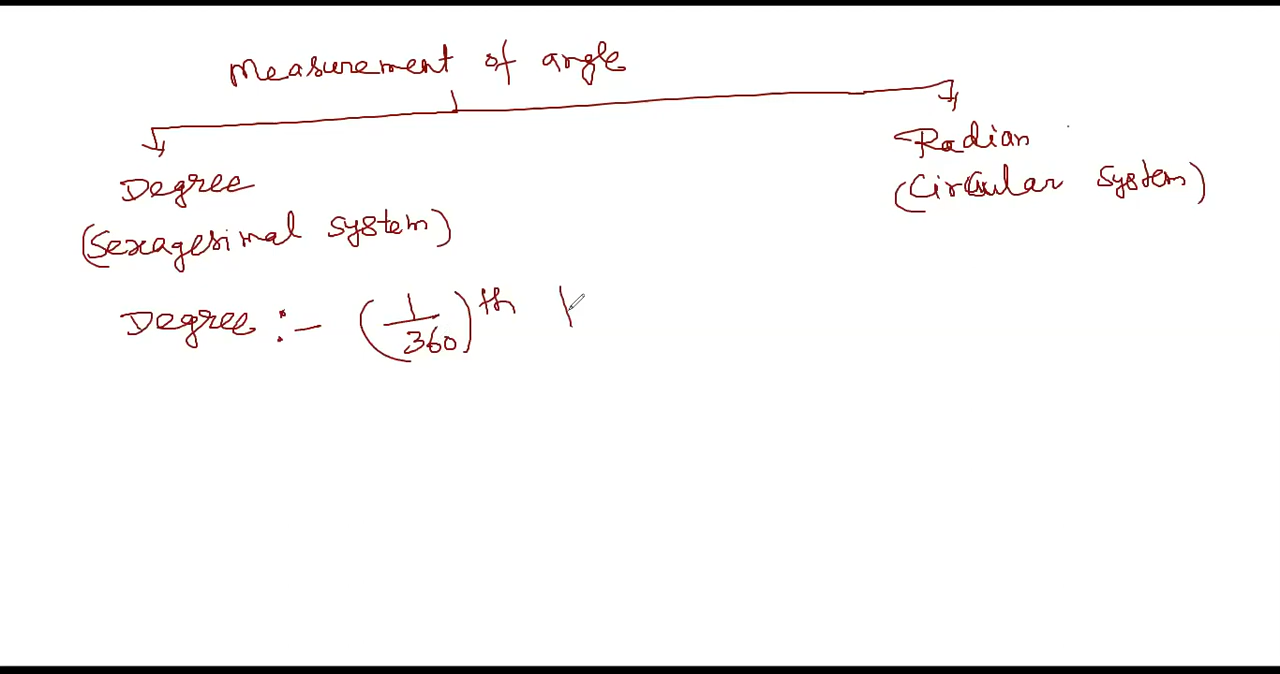 Measurement of angle
Degree
(Sexagesimal system)
Radian
(Circular system)
Degree :- (1/360)th